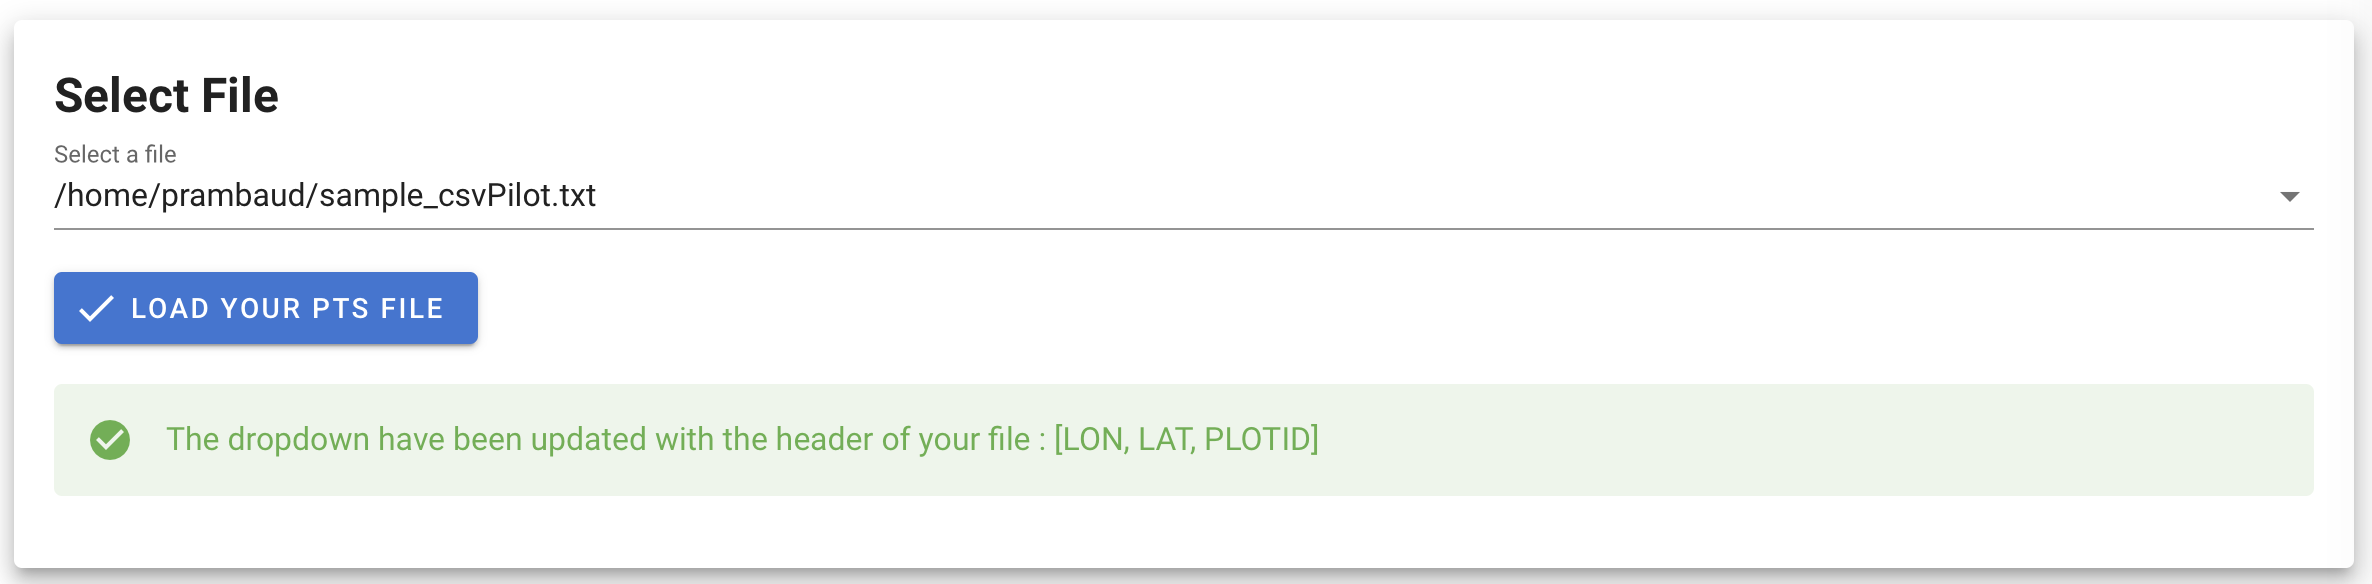 Select File
Select a file
/home/prambaud/sample_csvPilot.txt
LOAD YOUR PTS FILE
The dropdown have been updated with the header of your file : [LON, LAT, PLOTID]